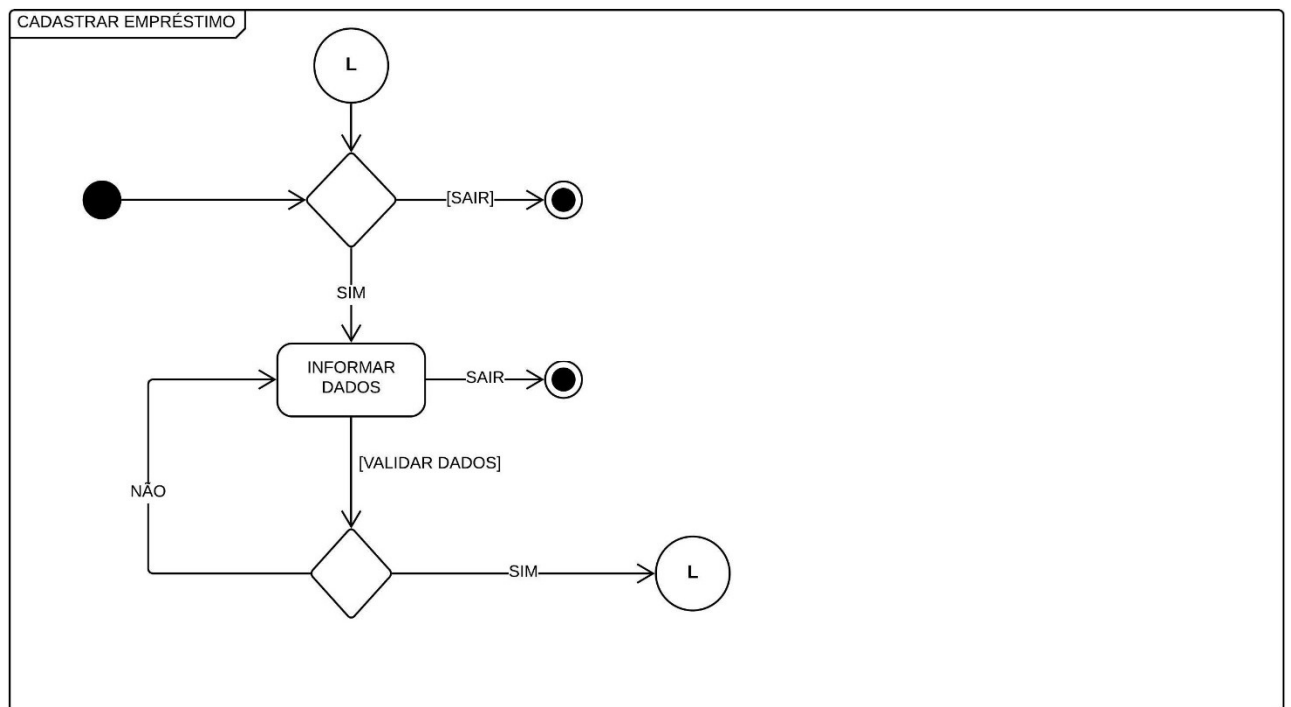 CADASTRAR EMPRÉSTIMO
L
[SAIR]
SIM
INFORMAR
DADOS
SAIR
[VALIDAR DADOS]
NÃO
SIM
L